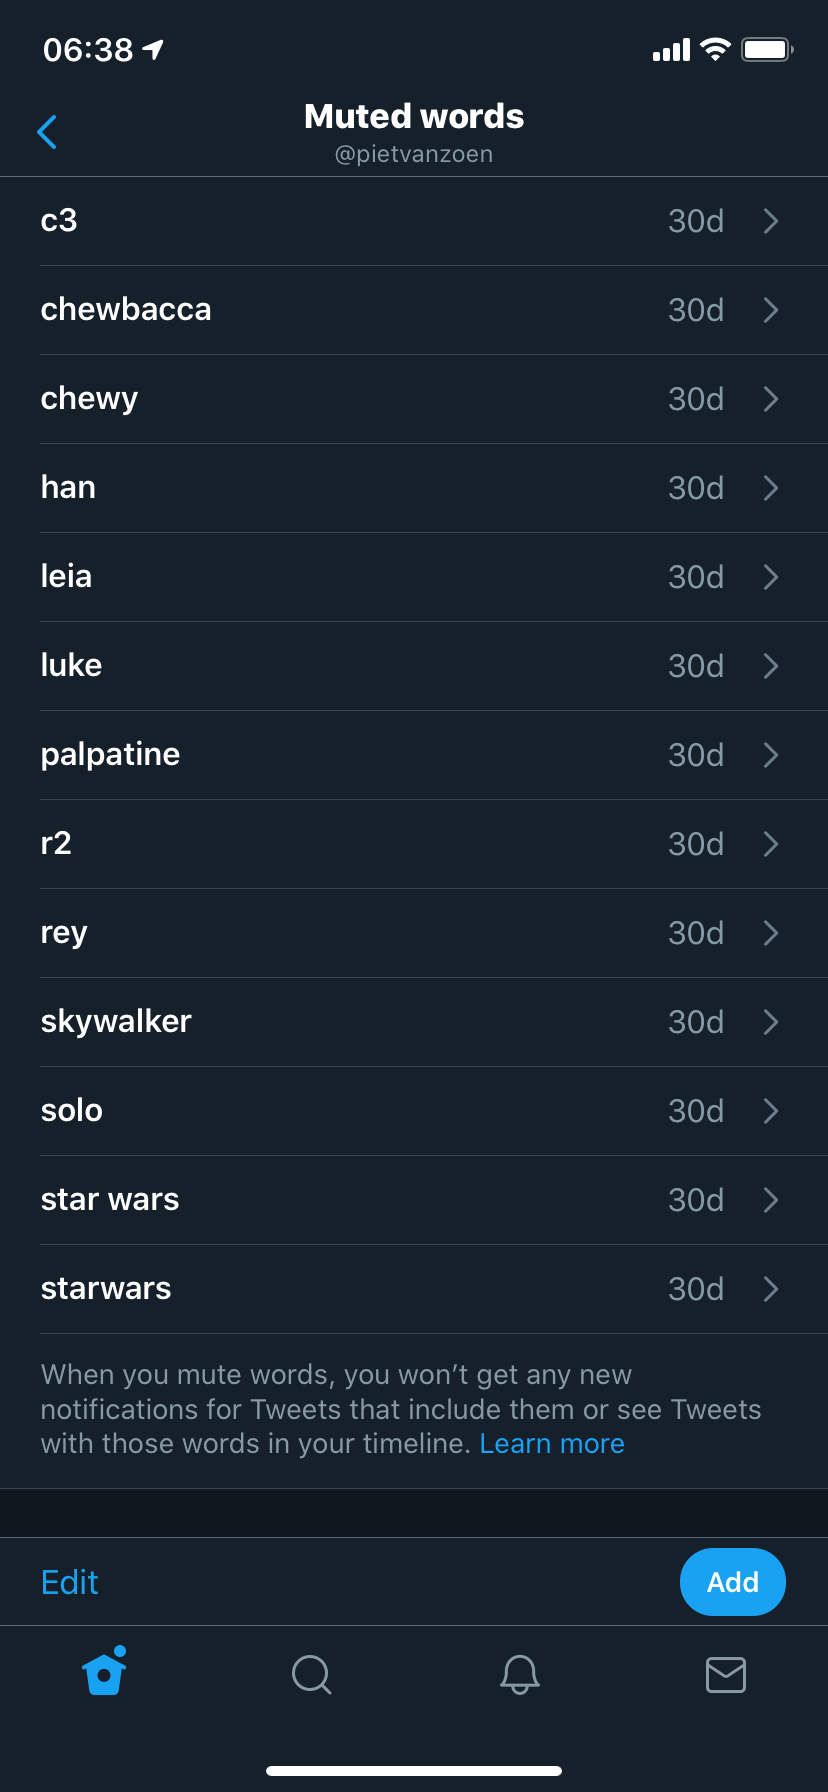 06:38
Muted words
@pietvanzoen
c3 30d
chewbacca 30d
chewy 30d
han 30d
leia 30d
luke 30d
palpatine 30d
r2 30d
rey 30d
skywalker 30d
solo 30d
star wars 30d
starwars 30d
When you mute words, you won’t get any new
notifications for Tweets that include them or see Tweets
with those words in your timeline. Learn more
Edit Add